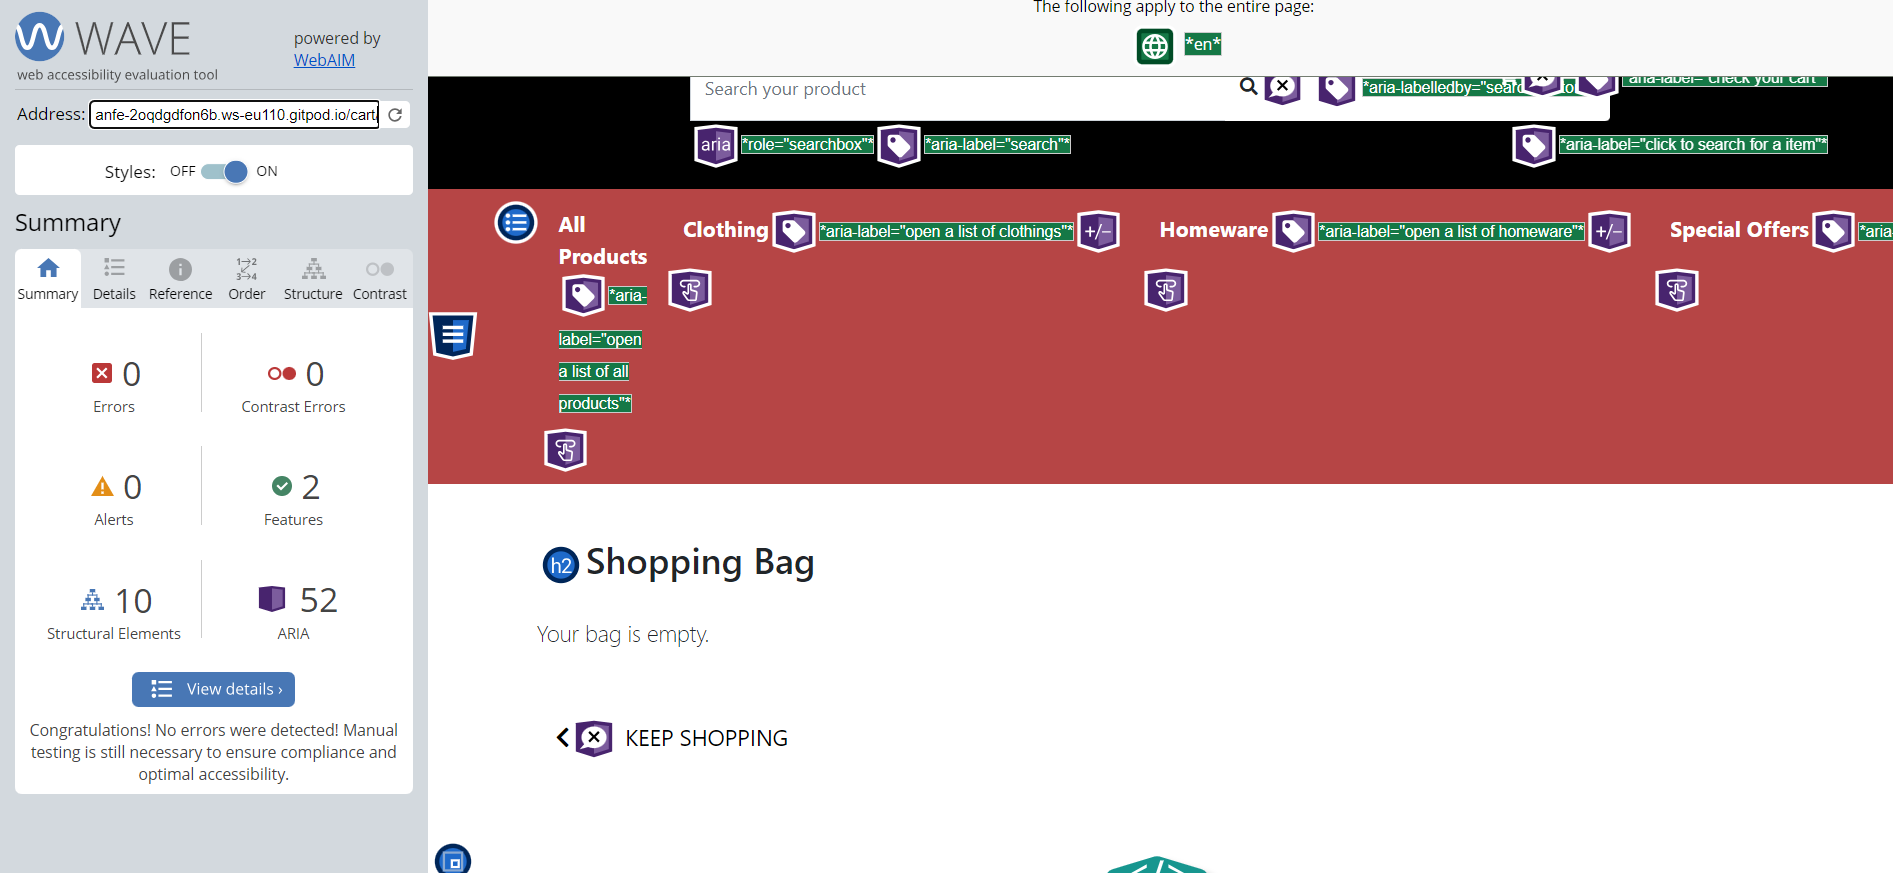 WAVE
powered by
WebAIM
web accessibility evaluation tool
Address: anfe-2oqdgdfon6b.ws-eu110.gitpod.io/cart/
Styles: OFF ON
Summary
Summary Details Reference Order Structure Contrast
0 Errors
0 Contrast Errors
0 Alerts
2 Features
10 Structural Elements
52 ARIA
View details ›
Congratulations! No errors were detected! Manual
testing is still necessary to ensure compliance and
optimal accessibility.
The following apply to the entire page:
*en*
Search your product
*aria-labelledby="sear
aria-label="check your cart"
aria *role="searchbox"* *aria-label="search"* *aria-label="click to search for a item"*
All
Products
*aria-
label="open
a list of all
products"*
Clothing *aria-label="open a list of clothings"* +/-
Homeware *aria-label="open a list of homeware"* +/-
Special Offers *aria-
h2 Shopping Bag
Your bag is empty.
KEEP SHOPPING